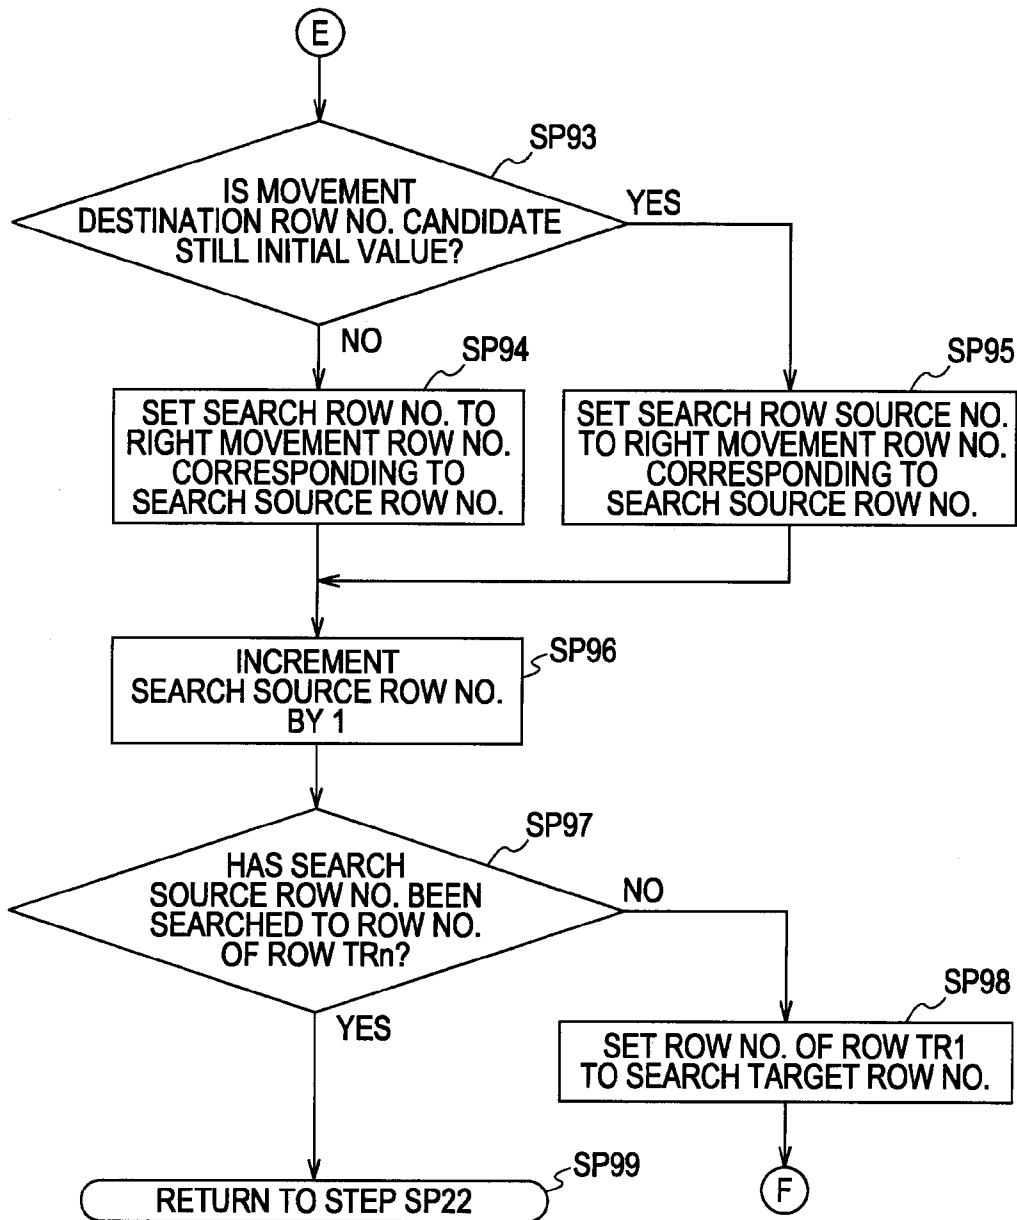 E
SP93
IS MOVEMENT
DESTINATION ROW NO. CANDIDATE
STILL INITIAL VALUE?
YES
NO
SP94
SET SEARCH ROW NO. TO
RIGHT MOVEMENT ROW NO.
CORRESPONDING TO
SEARCH SOURCE ROW NO.
SP95
SET SEARCH ROW SOURCE NO.
TO RIGHT MOVEMENT ROW NO.
CORRESPONDING TO
SEARCH SOURCE ROW NO.
SP96
INCREMENT
SEARCH SOURCE ROW NO.
BY 1
SP97
HAS SEARCH
SOURCE ROW NO. BEEN
SEARCHED TO ROW NO.
OF ROW TRn?
NO
YES
SP98
SET ROW NO. OF ROW TR1
TO SEARCH TARGET ROW NO.
SP99
RETURN TO STEP SP22
F